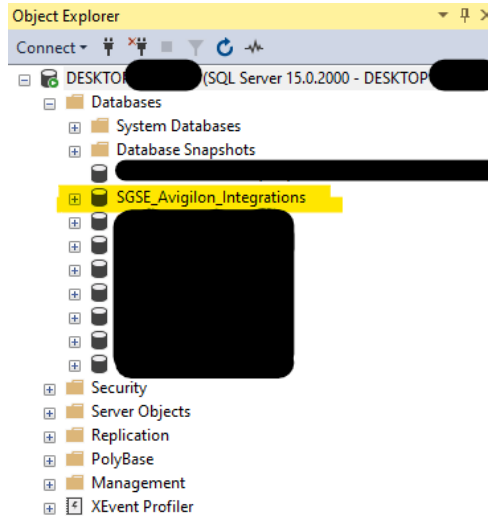 Object Explorer
Connect
DESKTO (SQL Server 15.0.2000 - DESKTOP
Databases
System Databases
Database Snapshots
SGSE_Avigilon_Integrations
Security
Server Objects
Replication
PolyBase
Management
XEvent Profiler